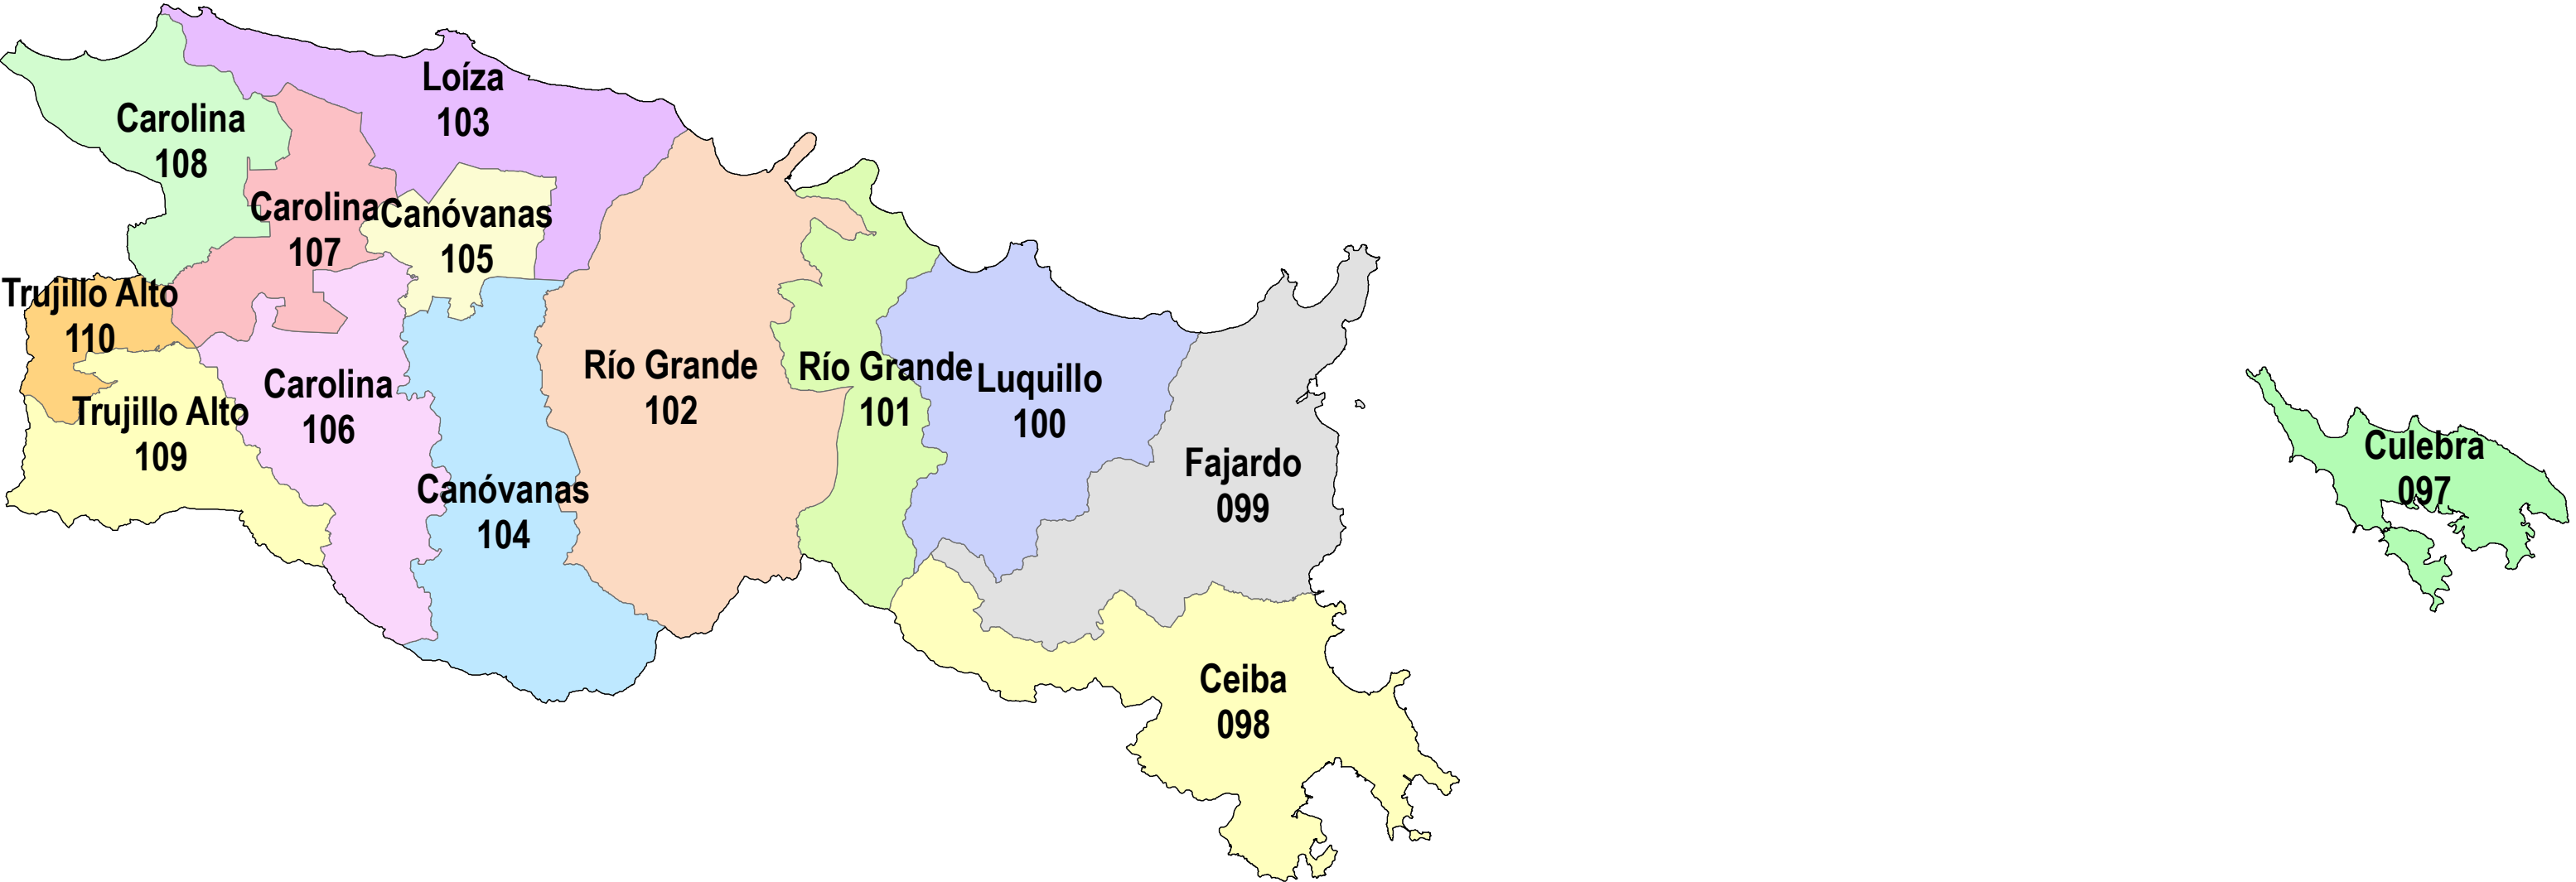 Loíza
103
Carolina
108
Carolina
107
Canóvanas
105
Trujillo Alto
110
Río Grande
102
Río Grande
101
Luquillo
100
Carolina
106
Trujillo Alto
109
Canóvanas
104
Fajardo
099
Culebra
097
Ceiba
098